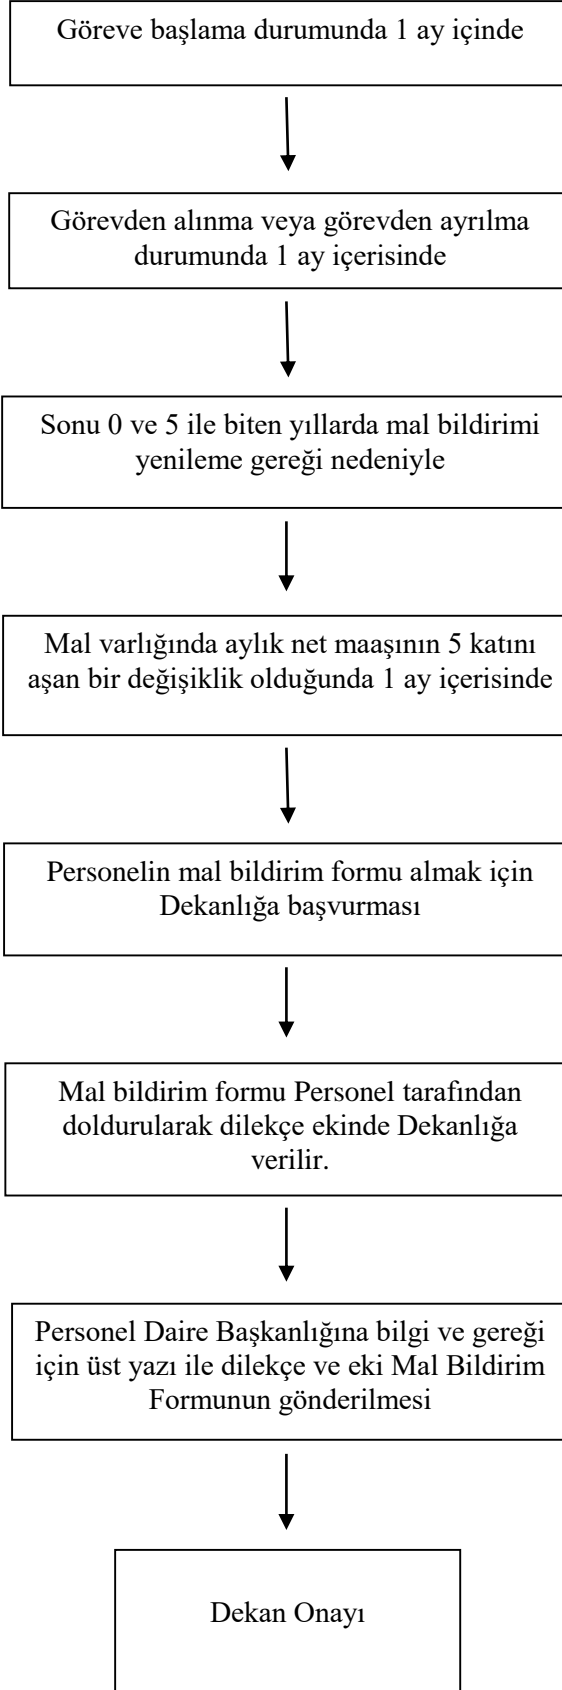 Göreve başlama durumunda 1 ay içinde
Görevden alınma veya görevden ayrılma
durumunda 1 ay içerisinde
Sonu 0 ve 5 ile biten yıllarda mal bildirimi
yenileme gereği nedeniyle
Mal varlığında aylık net maaşının 5 katını
aşan bir değişiklik olduğunda 1 ay içerisinde
Personelin mal bildirim formu almak için
Dekanlığa başvurması
Mal bildirim formu Personel tarafından
doldurularak dilekçe ekinde Dekanlığa
verilir.
Personel Daire Başkanlığına bilgi ve gereği
için üst yazı ile dilekçe ve eki Mal Bildirim
Formunun gönderilmesi
Dekan Onayı